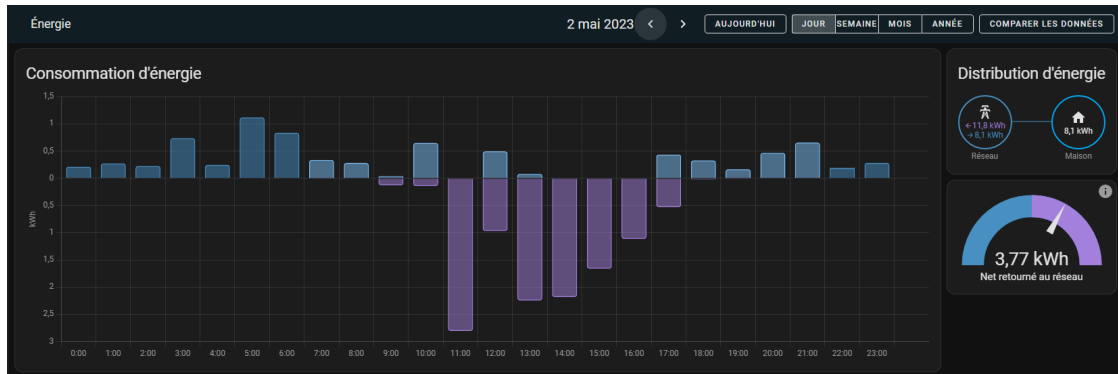 Énergie
2 mai 2023
AUJOURD'HUI
JOUR
SEMAINE
MOIS
ANNÉE
COMPARER LES DONNÉES
Consommation d'énergie
1,5
1
0,5
0
0,5
1
1,5
2
2,5
3
kWh
0:00 1:00 2:00 3:00 4:00 5:00 6:00 7:00 8:00 9:00 10:00 11:00 12:00 13:00 14:00 15:00 16:00 17:00 18:00 19:00 20:00 21:00 22:00 23:00
Distribution d'énergie
←11,8 kWh
→8,1 kWh
Réseau
8,1 kWh
Maison
3,77 kWh
Net retourné au réseau